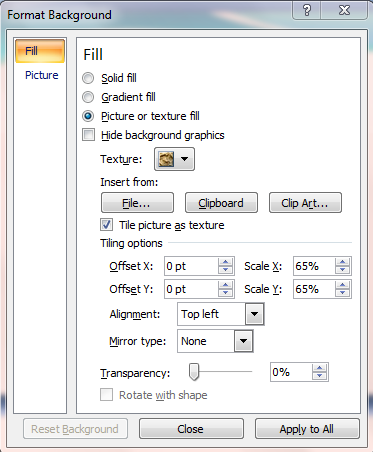 Format Background
Fill
Picture
Fill
Solid fill
Gradient fill
Picture or texture fill
Hide background graphics
Texture:
Insert from:
File... Clipboard Clip Art...
Tile picture as texture
Tiling options
Offset X: 0 pt Scale X: 65%
Offset Y: 0 pt Scale Y: 65%
Alignment: Top left
Mirror type: None
Transparency: 0%
Rotate with shape
Reset Background Close Apply to All